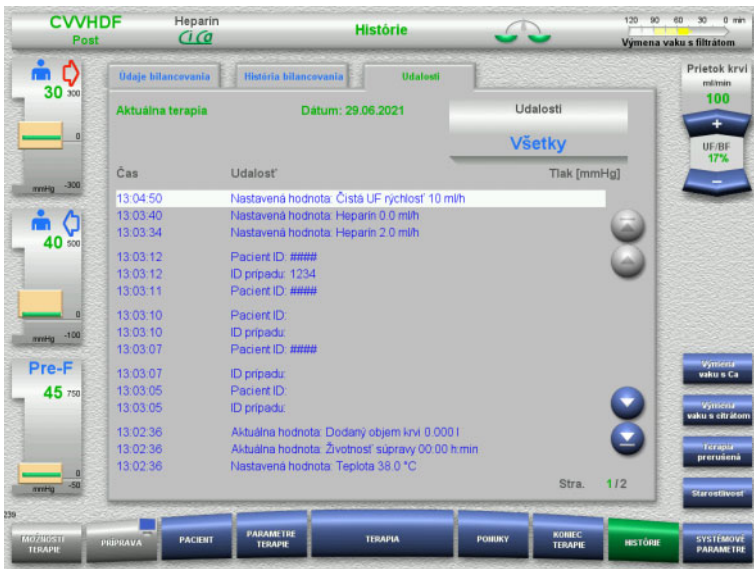 CVVHDF
Post
Heparin
CiCa
História
120 90 60 30 0 min
Výmena vaku s filtrátom
30 300
0
mmHg -300
40 500
0
mmHg -100
Pre-F
45 750
0
mmHg -50
Údaje bilancovania
História bilancovania
Udalosti
Aktuálna terapia
Dátum: 29.06.2021
Udalosti
Všetky
Čas Udalosť Tlak [mmHg]
13:04:50 Nastavená hodnota: Čistá UF rýchlosť 10 ml/h
13:03:40 Nastavená hodnota: Heparín 0.0 ml/h
13:03:34 Nastavená hodnota: Heparín 2.0 ml/h
13:03:12 Pacient ID: ####
13:03:12 ID prípadu: 1234
13:03:11 Pacient ID: ####
13:03:10 Pacient ID:
13:03:10 ID prípadu:
13:03:07 Pacient ID: ####
13:03:07 ID prípadu:
13:03:05 Pacient ID:
13:03:05 ID prípadu:
13:02:36 Aktuálna hodnota: Dodaný objem krvi 0.000 l
13:02:36 Aktuálna hodnota: Životnosť súpravy 00:00 h:min
13:02:36 Nastavená hodnota: Teplota 38.0 °C
Stra. 1/2
Prietok krvi
ml/min
100
+
UF/BF
17%
–
Výmena
vaku s Ca
Výmena
vaku s citrátom
Terapia
prerušená
Starostlivosť
239
MOŽNOSTI
TERAPIE
PRÍPRAVA
PACIENT
PARAMETRE
TERAPIE
TERAPIA
PONUKY
KONIEC
TERAPIE
HISTÓRIE
SYSTÉMOVÉ
PARAMETRE